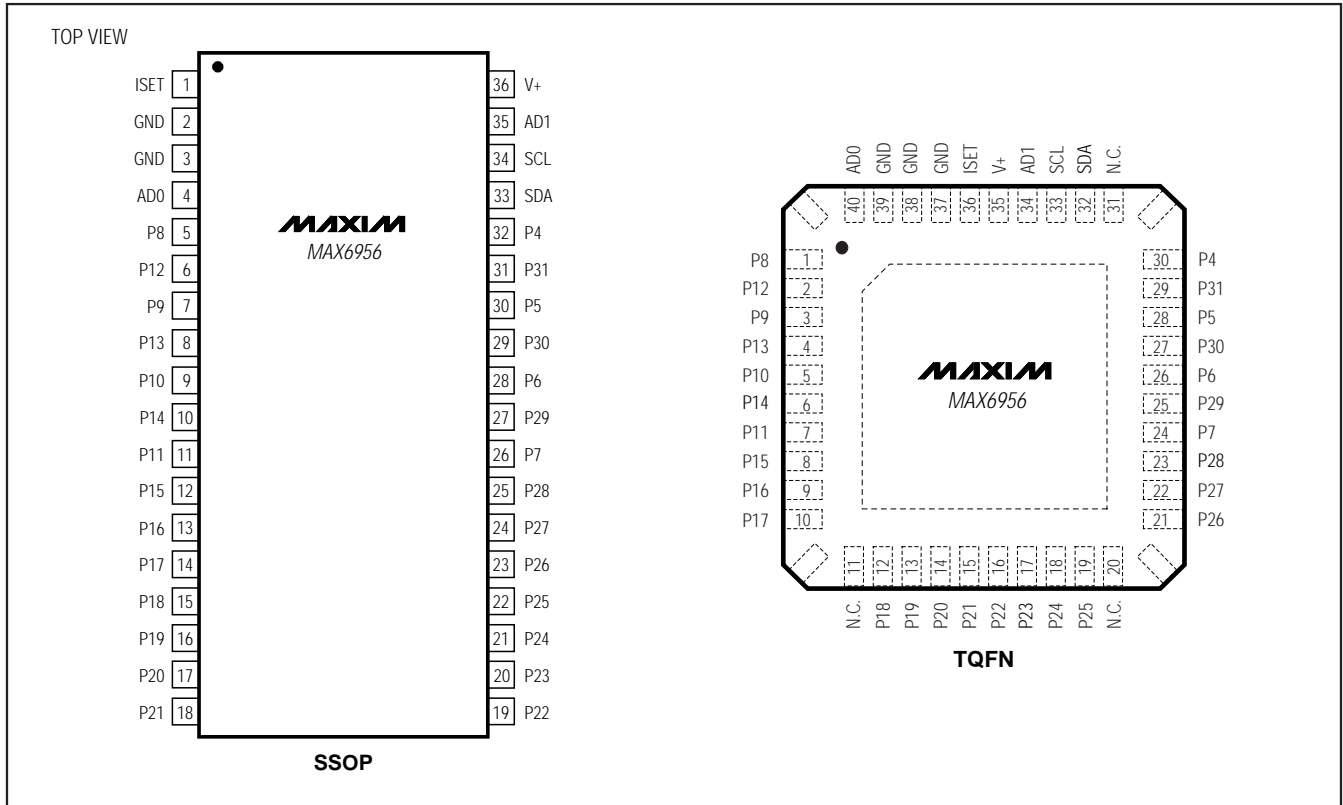 TOP VIEW
ISET 1
GND 2
GND 3
AD0 4
P8 5
P12 6
P9 7
P13 8
P10 9
P14 10
P11 11
P15 12
P16 13
P17 14
P18 15
P19 16
P20 17
P21 18
MAXIM
MAX6956
36 V+
35 AD1
34 SCL
33 SDA
32 P4
31 P31
30 P5
29 P30
28 P6
27 P29
26 P7
25 P28
24 P27
23 P26
22 P25
21 P24
20 P23
19 P22
SSOP
AD0 GND GND GND ISET V+ AD1 SCL SDA N.C.
40 39 38 37 36 35 34 33 32 31
P8 1
P12 2
P9 3
P13 4
P10 5
P14 6
P11 7
P15 8
P16 9
P17 10
MAXIM
MAX6956
30 P4
29 P31
28 P5
27 P30
26 P6
25 P29
24 P7
23 P28
22 P27
21 P26
11 12 13 14 15 16 17 18 19 20
N.C. P18 P19 P20 P21 P22 P23 P24 P25 N.C.
TQFN